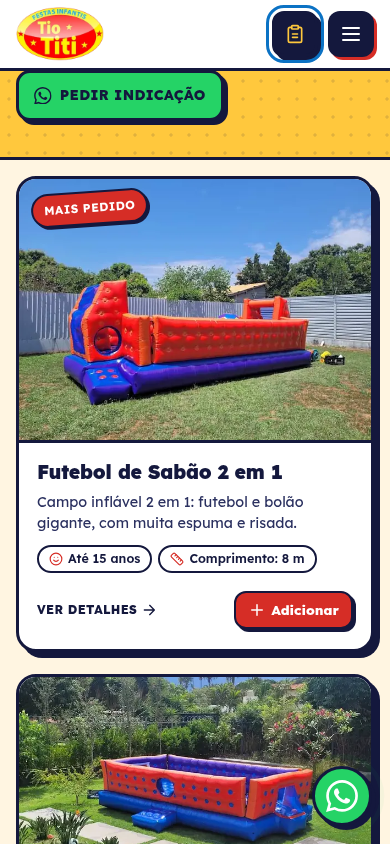 FESTAS INFANTIS
Tio
Titi
PEDIR INDICAÇÃO
MAIS PEDIDO
Futebol de Sabão 2 em 1
Campo inflável 2 em 1: futebol e bolão
gigante, com muita espuma e risada.
Até 15 anos
Comprimento: 8 m
VER DETALHES
Adicionar